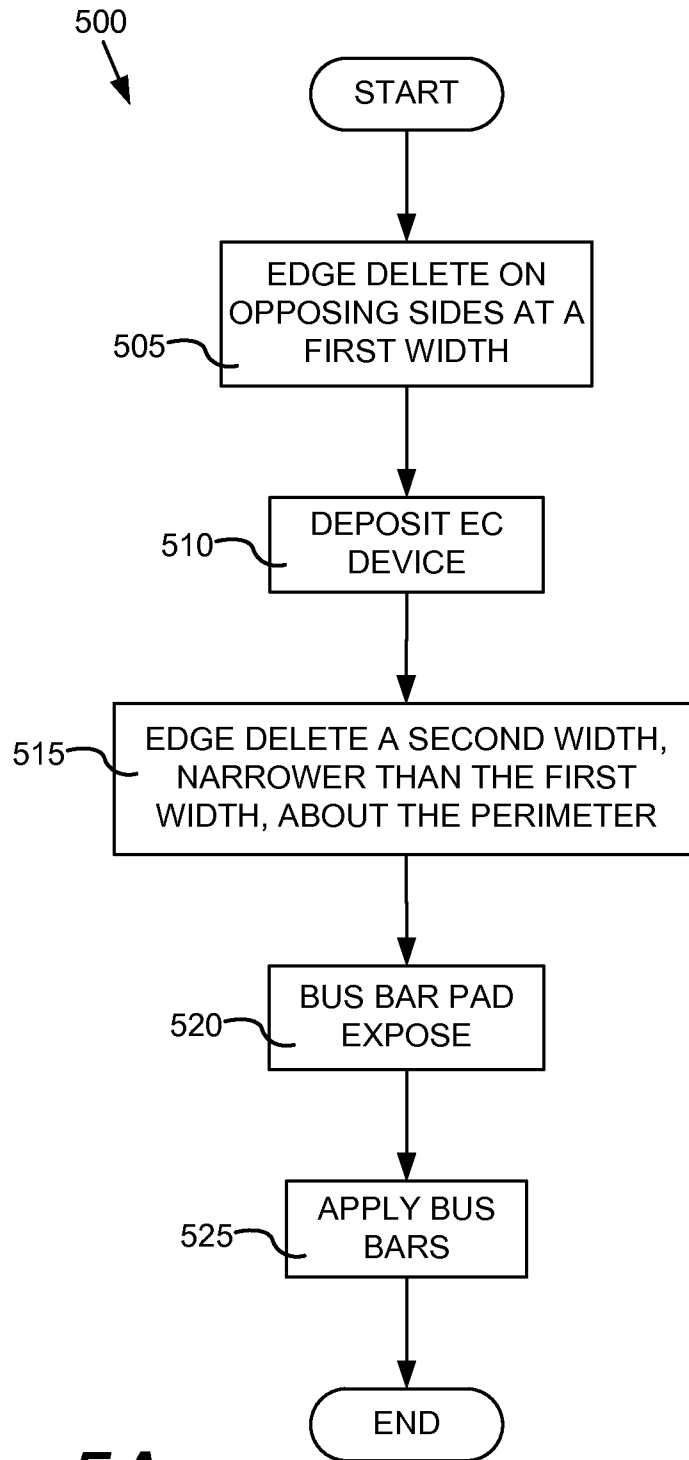 500
START
EDGE DELETE ON
OPPOSING SIDES AT A
FIRST WIDTH
505
DEPOSIT EC
DEVICE
510
EDGE DELETE A SECOND WIDTH,
NARROWER THAN THE FIRST
WIDTH, ABOUT THE PERIMETER
515
BUS BAR PAD
EXPOSE
520
APPLY BUS
BARS
525
END